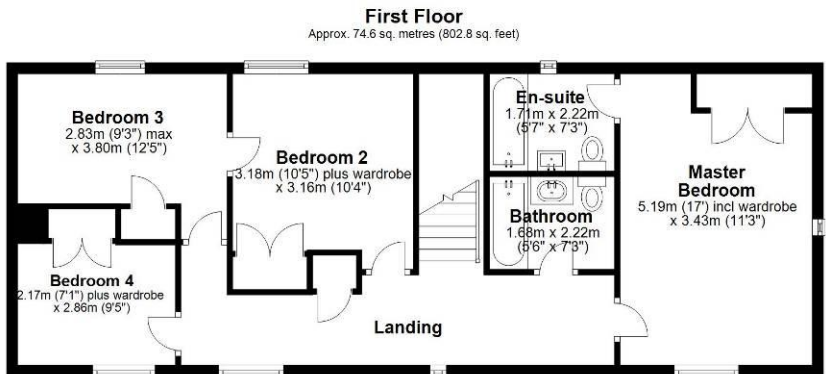 First Floor
Approx. 74.6 sq. metres (802.8 sq. feet)
Bedroom 3
2.83m (9'3") max
x 3.80m (12'5")
Bedroom 2
3.18m (10'5") plus wardrobe
x 3.16m (10'4")
En-suite
1.71m x 2.22m
(5'7" x 7'3")
Master
Bedroom
5.19m (17') incl wardrobe
x 3.43m (11'3")
Bathroom
1.68m x 2.22m
(5'6" x 7'3")
Bedroom 4
2.17m (7'1") plus wardrobe
x 2.86m (9'5")
Landing